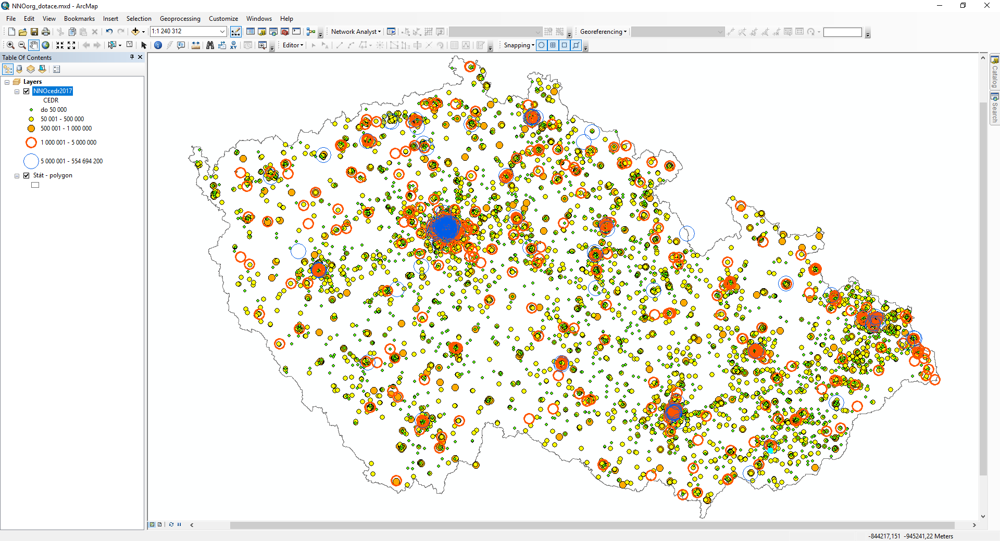 NNOorg_dotace.mxd - ArcMap
File Edit View Bookmarks Insert Selection Geoprocessing Customize Windows Help
1:1 240 312 Network Analyst Georeferencing
Editor Snapping
Table Of Contents
Layers
NNOcedr2017
CEDR
do 50 000
50 001 - 500 000
500 001 - 1 000 000
1 000 001 - 5 000 000
5 000 001 - 554 694 200
Stát - polygon
Catalog
Search
-844217,151 -945241,22 Meters